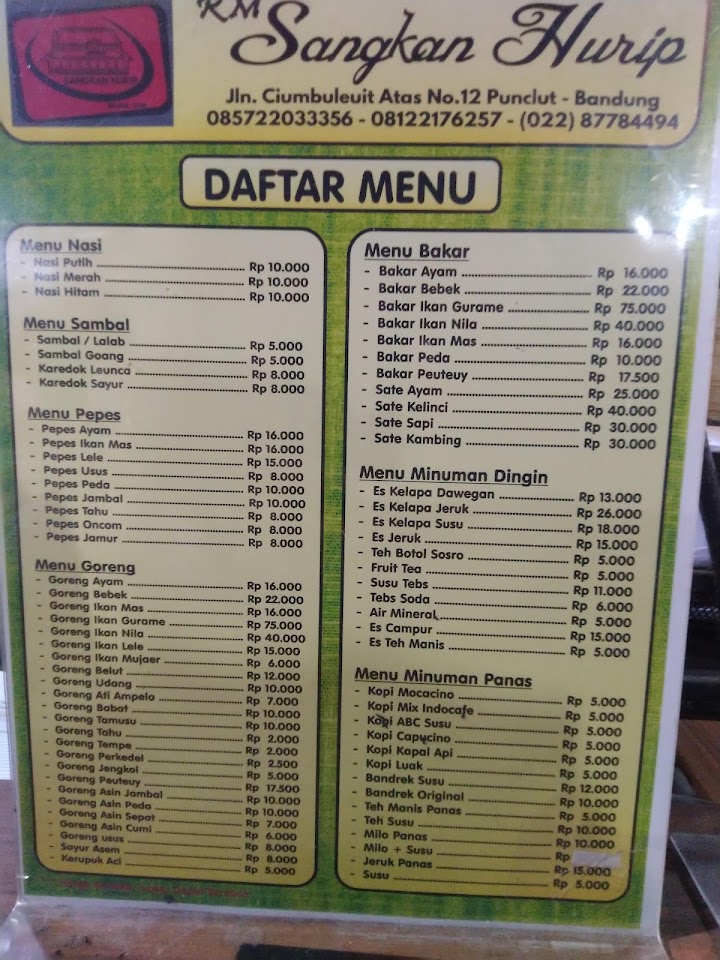 SANGKAN HURIP
RM Sangkan Hurip
Jln. Ciumbuleuit Atas No.12 Punclut - Bandung
085722033356 - 08122176257 - (022) 87784494
DAFTAR MENU
Menu Nasi
- Nasi Putih ........ Rp 10.000
- Nasi Merah ........ Rp 10.000
- Nasi Hitam ........ Rp 10.000
Menu Sambal
- Sambal / Lalab ........ Rp 5.000
- Sambal Goang ........ Rp 5.000
- Karedok Leunca ........ Rp 8.000
- Karedok Sayur ........ Rp 8.000
Menu Pepes
- Pepes Ayam ........ Rp 16.000
- Pepes Ikan Mas ........ Rp 16.000
- Pepes Lele ........ Rp 15.000
- Pepes Usus ........ Rp 8.000
- Pepes Peda ........ Rp 10.000
- Pepes Jambal ........ Rp 10.000
- Pepes Tahu ........ Rp 8.000
- Pepes Oncom ........ Rp 8.000
- Pepes Jamur ........ Rp 8.000
Menu Goreng
- Goreng Ayam ........ Rp 16.000
- Goreng Bebek ........ Rp 22.000
- Goreng Ikan Mas ........ Rp 16.000
- Goreng Ikan Gurame ........ Rp 75.000
- Goreng Ikan Nila ........ Rp 40.000
- Goreng Ikan Lele ........ Rp 15.000
- Goreng Ikan Mujaer ........ Rp 6.000
- Goreng Belut ........ Rp 12.000
- Goreng Udang ........ Rp 10.000
- Goreng Ati Ampela ........ Rp 7.000
- Goreng Babat ........ Rp 10.000
- Goreng Tamusu ........ Rp 10.000
- Goreng Tahu ........ Rp 2.000
- Goreng Tempe ........ Rp 2.000
- Goreng Perkedel ........ Rp 2.500
- Goreng Jengkol ........ Rp 5.000
- Goreng Peuteuy ........ Rp 17.500
- Goreng Asin Jambal ........ Rp 10.000
- Goreng Asin Peda ........ Rp 10.000
- Goreng Asin Sepat ........ Rp 7.000
- Goreng Asin Cumi ........ Rp 6.000
- Goreng usus ........ Rp 8.000
- Sayur Asem ........ Rp 8.000
- Kerupuk Aci ........ Rp 5.000
Menu Bakar
- Bakar Ayam ........ Rp 16.000
- Bakar Bebek ........ Rp 22.000
- Bakar Ikan Gurame ........ Rp 75.000
- Bakar Ikan Nila ........ Rp 40.000
- Bakar Ikan Mas ........ Rp 16.000
- Bakar Peda ........ Rp 10.000
- Bakar Peuteuy ........ Rp 17.500
- Sate Ayam ........ Rp 25.000
- Sate Kelinci ........ Rp 40.000
- Sate Sapi ........ Rp 30.000
- Sate Kambing ........ Rp 30.000
Menu Minuman Dingin
- Es Kelapa Dawegan ........ Rp 13.000
- Es Kelapa Jeruk ........ Rp 26.000
- Es Kelapa Susu ........ Rp 18.000
- Es Jeruk ........ Rp 15.000
- Teh Botol Sosro ........ Rp 5.000
- Fruit Tea ........ Rp 5.000
- Susu Tebs ........ Rp 11.000
- Tebs Soda ........ Rp 6.000
- Air Mineral ........ Rp 5.000
- Es Campur ........ Rp 15.000
- Es Teh Manis ........ Rp 5.000
Menu Minuman Panas
- Kopi Mocacino ........ Rp 5.000
- Kopi Mix Indocafe ........ Rp 5.000
- Kopi ABC Susu ........ Rp 5.000
- Kopi Capucino ........ Rp 5.000
- Kopi Kapal Api ........ Rp 5.000
- Kopi Luak ........ Rp 5.000
- Bandrek Susu ........ Rp 12.000
- Bandrek Original ........ Rp 10.000
- Teh Manis Panas ........ Rp 5.000
- Teh Susu ........ Rp 10.000
- Milo Panas ........ Rp 10.000
- Milo + Susu ........ Rp
- Jeruk Panas ........ Rp 15.000
- Susu ........ Rp 5.000